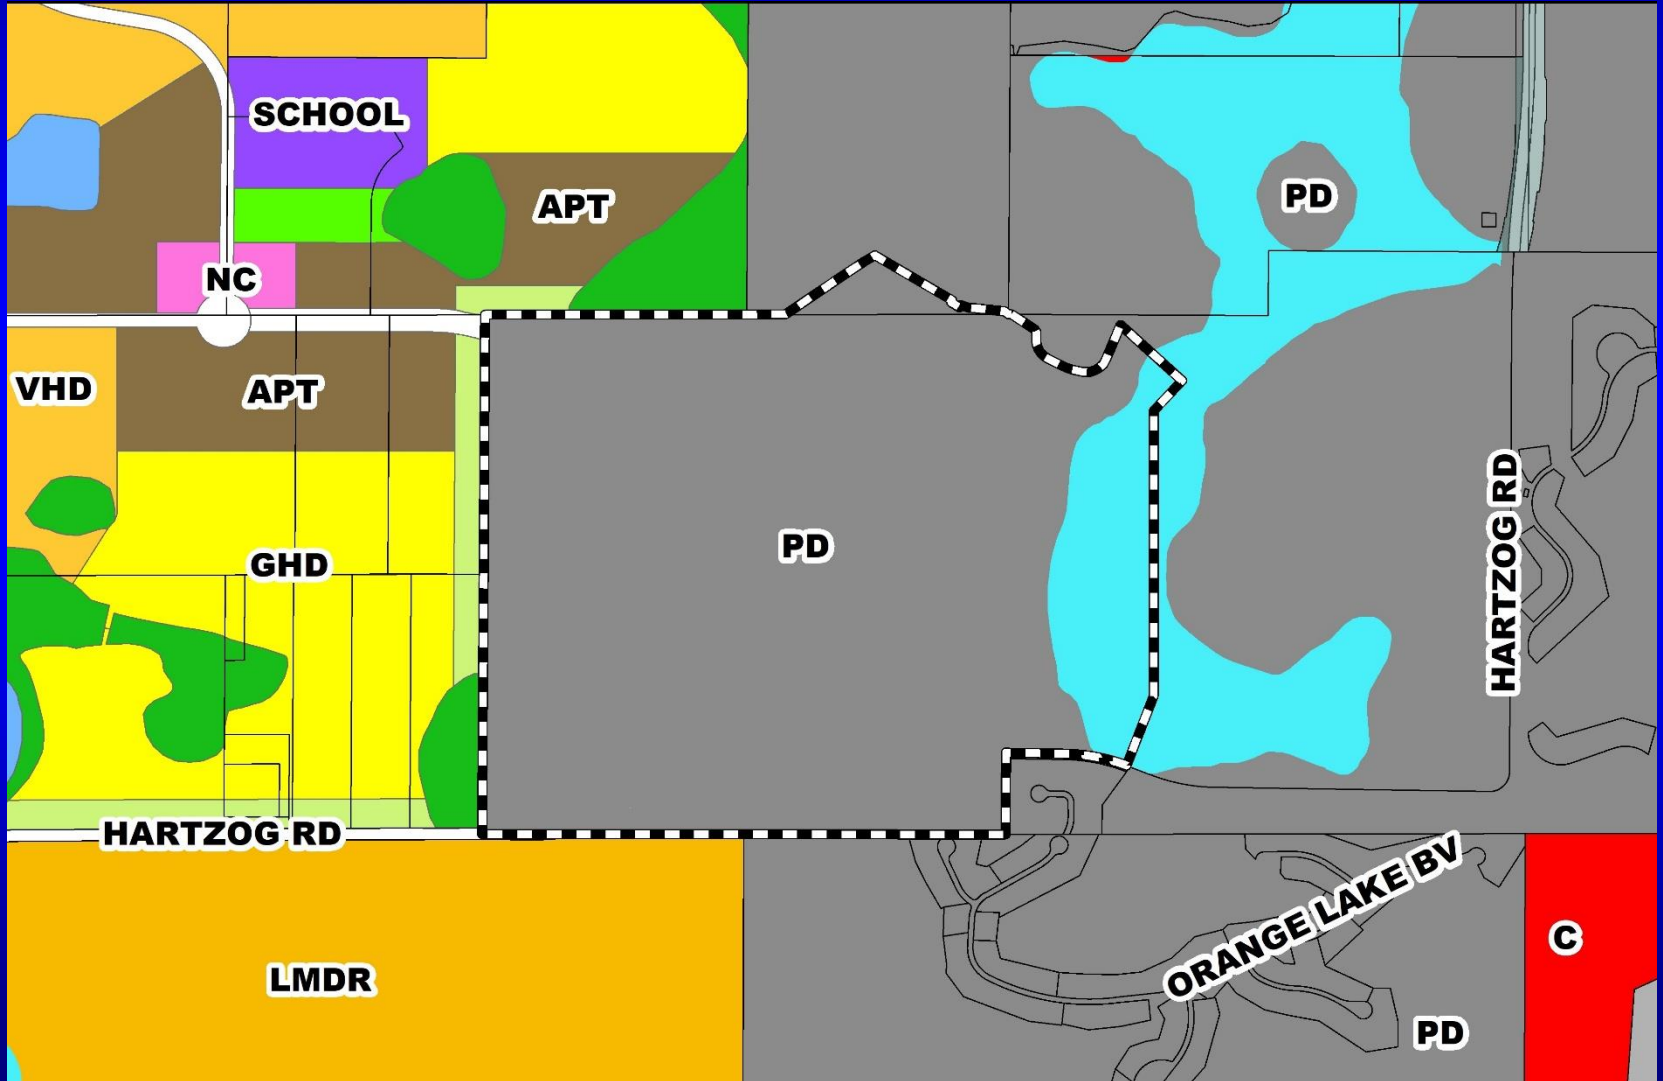 SCHOOL
PD
APT
NC
VHD
APT
PD
GHD
HARTZOG RD
HARTZOG RD
ORANGE LAKE BV
C
LMDR
PD